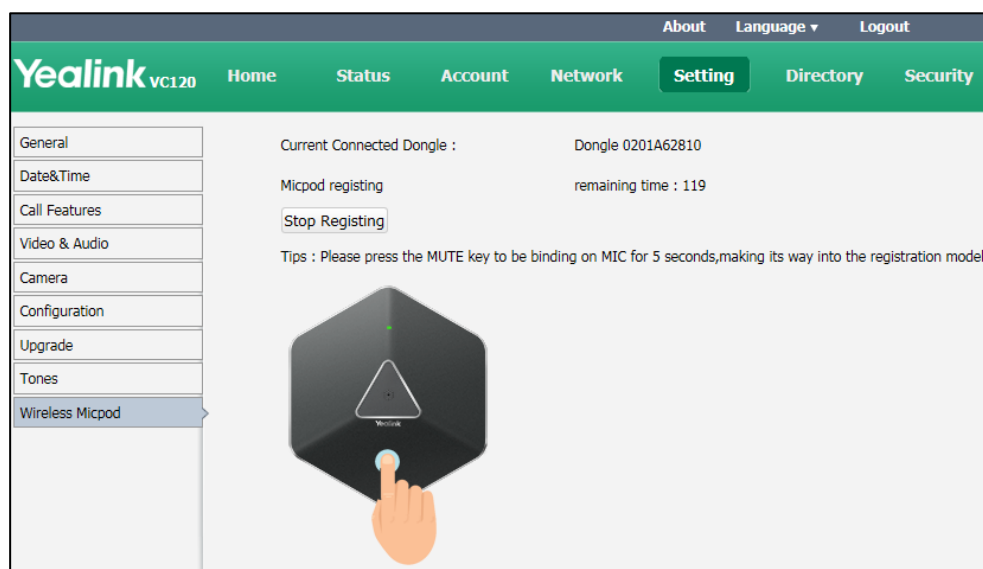 About Language ▾ Logout
Yealink VC120 Home Status Account Network Setting Directory Security
General
Date&Time
Call Features
Video & Audio
Camera
Configuration
Upgrade
Tones
Wireless Micpod
Current Connected Dongle : Dongle 0201A62810
Micpod registing remaining time : 119
Stop Registing
Tips : Please press the MUTE key to be binding on MIC for 5 seconds,making its way into the registration model
Yealink